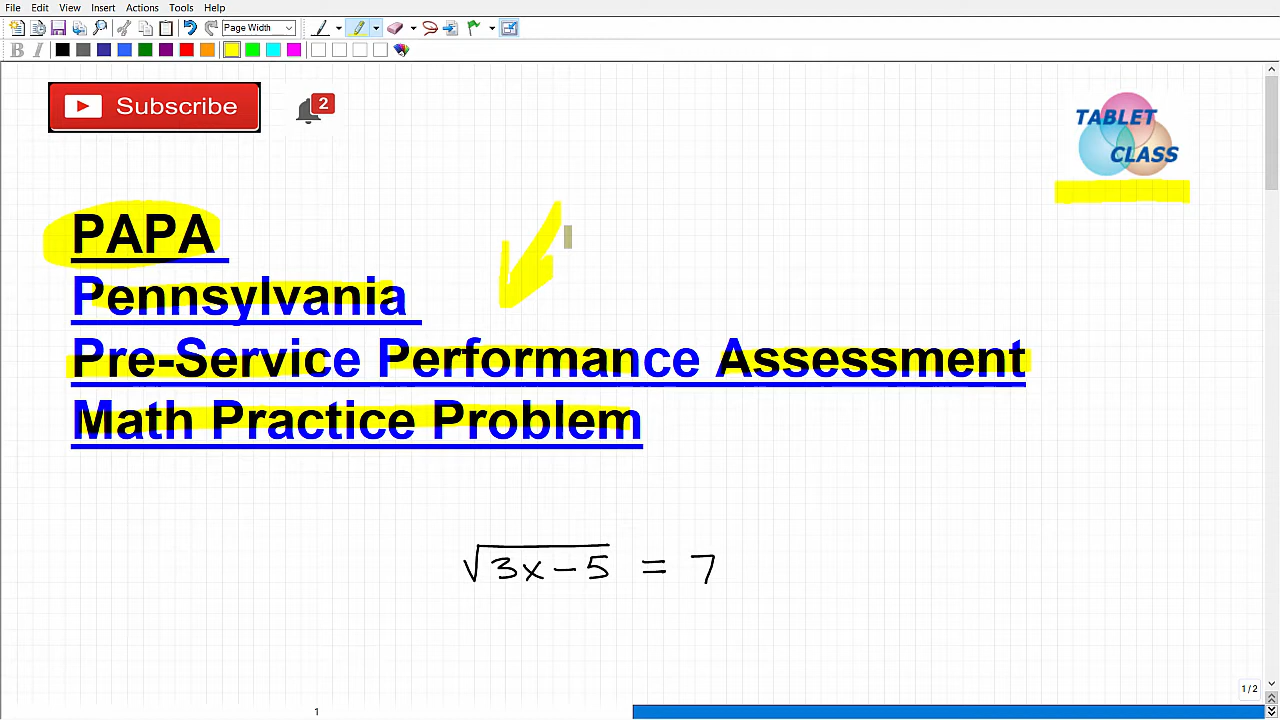 File Edit View Insert Actions Tools Help
Page Width
B I
Subscribe
2
TABLET
CLASS
PAPA
Pennsylvania
Pre-Service Performance Assessment
Math Practice Problem
√3x-5 = 7
1/2
1